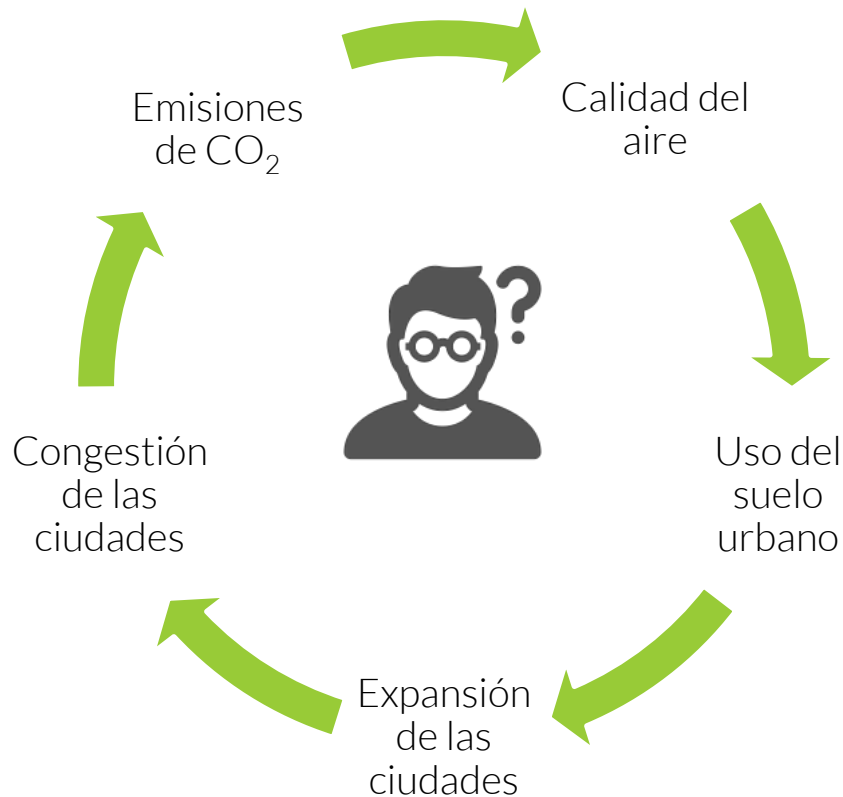 Emisiones
de CO₂
Calidad del
aire
Uso del
suelo
urbano
Expansión
de las
ciudades
Congestión
de las
ciudades
?